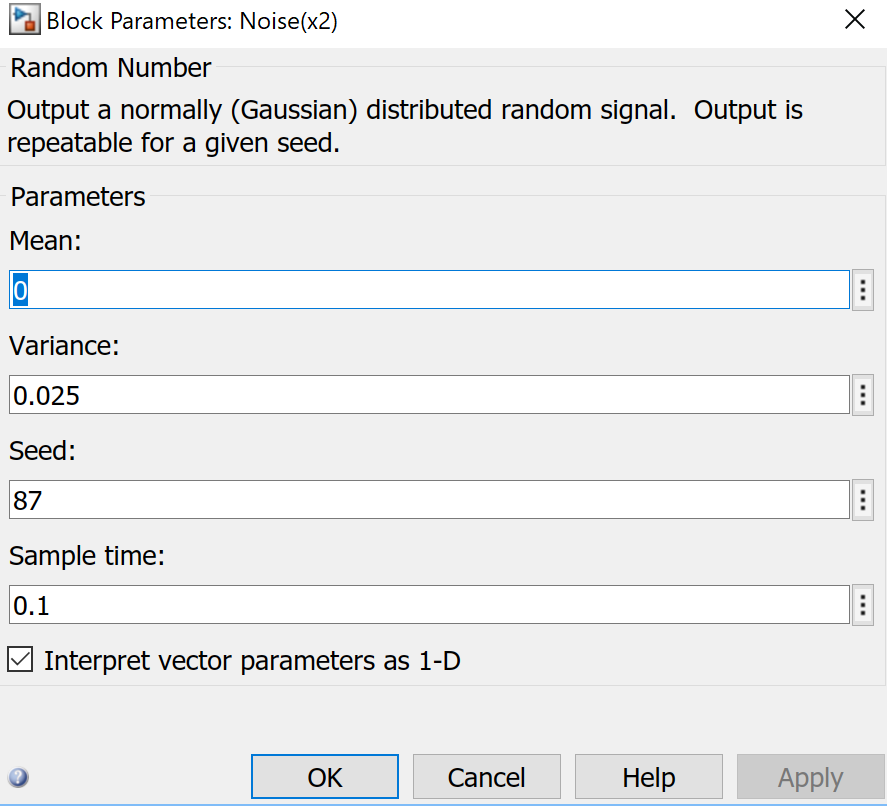 Block Parameters: Noise(x2)
Random Number
Output a normally (Gaussian) distributed random signal.  Output is
repeatable for a given seed.
Parameters
Mean:
0
Variance:
0.025
Seed:
87
Sample time:
0.1
Interpret vector parameters as 1-D
OK Cancel Help Apply